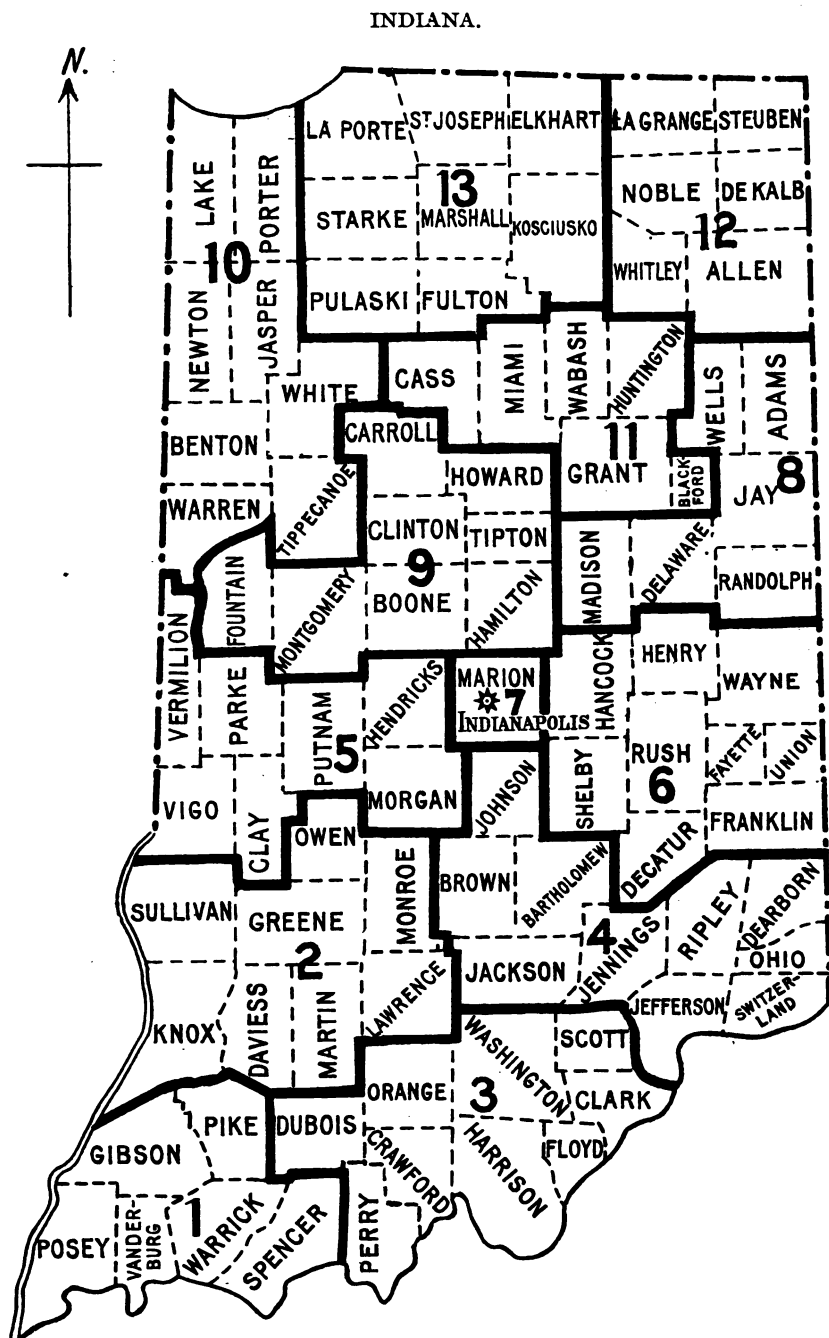 INDIANA.
N.
LA PORTE
ST. JOSEPH
ELKHART
LA GRANGE
STEUBEN
LAKE
PORTER
STARKE
13
MARSHALL
KOSCIUSKO
NOBLE
DE KALB
10
12
WHITLEY
ALLEN
NEWTON
JASPER
PULASKI
FULTON
WHITE
CASS
MIAMI
WABASH
HUNTINGTON
WELLS
ADAMS
BENTON
CARROLL
11
GRANT
BLACK-
FORD
JAY
8
HOWARD
WARREN
TIPPECANOE
CLINTON
TIPTON
MADISON
DELAWARE
RANDOLPH
FOUNTAIN
MONTGOMERY
9
BOONE
HAMILTON
VERMILION
PARKE
PUTNAM
5
HENDRICKS
MARION
7
INDIANAPOLIS
HANCOCK
HENRY
WAYNE
RUSH
6
FAYETTE
UNION
VIGO
CLAY
OWEN
MORGAN
JOHNSON
SHELBY
FRANKLIN
DECATUR
SULLIVAN
GREENE
2
MONROE
BROWN
BARTHOLOMEW
4
JENNINGS
RIPLEY
DEARBORN
OHIO
SWITZER-
LAND
JEFFERSON
JACKSON
LAWRENCE
KNOX
DAVIESS
MARTIN
WASHINGTON
SCOTT
CLARK
ORANGE
3
GIBSON
PIKE
DUBOIS
CRAWFORD
HARRISON
FLOYD
POSEY
VANDER-
BURG
1
WARRICK
SPENCER
PERRY